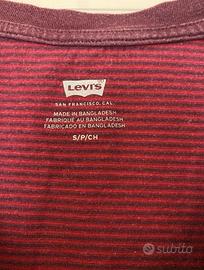 Levi's
SAN FRANCISCO, CAL
MADE IN BANGLADESH
FABRIQUÉ AU BANGLADESH
FABRICADO EN BANGLADESH
S/P/CH
subito